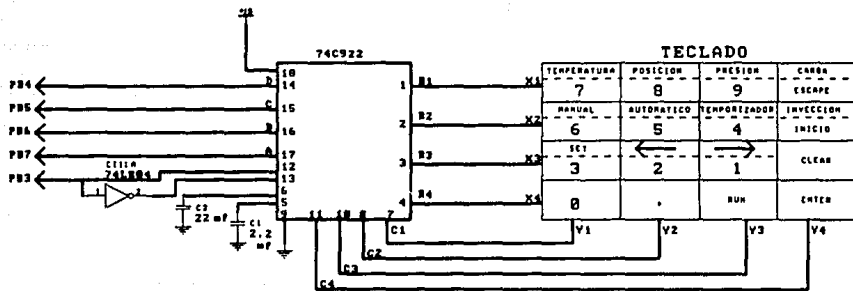 TECLADO
74C922
18
D
PB4 14 1 R1 X1
TEMPERATURA POSICION PRESION CARGA
7 8 9 ESCAPE
C
PB5 15
B
PB6 16 2 R2 X2
MANUAL AUTOMATICO TEMPORIZADOR INYECCION
6 5 4 INICIO
A
PB7 17
CI11A
74LS04
12
PB3 13 3 R3 X3
SET ← →
3 2 1 CLEAR
1 2
6
C2
22 mf
5
C1
2.2
mf
4 R4 X4
0 . RUN ENTER
9 11 10 8 7
C1 Y1 Y2 Y3 Y4
C2
C3
C4